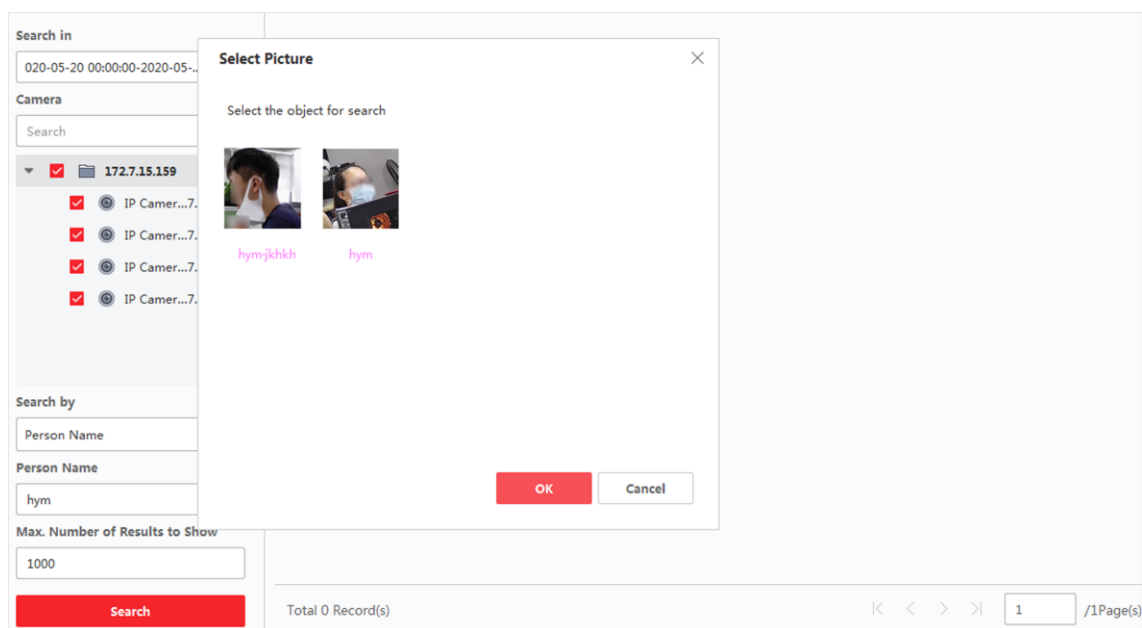 Search in
020-05-20 00:00:00-2020-05-..
Camera
Search
172.7.15.159
IP Camer...7.
IP Camer...7.
IP Camer...7.
IP Camer...7.
Search by
Person Name
Person Name
hym
Max. Number of Results to Show
1000
Search
Select Picture
Select the object for search
hym-jkhkh
hym
OK
Cancel
Total 0 Record(s)
1
/1Page(s)